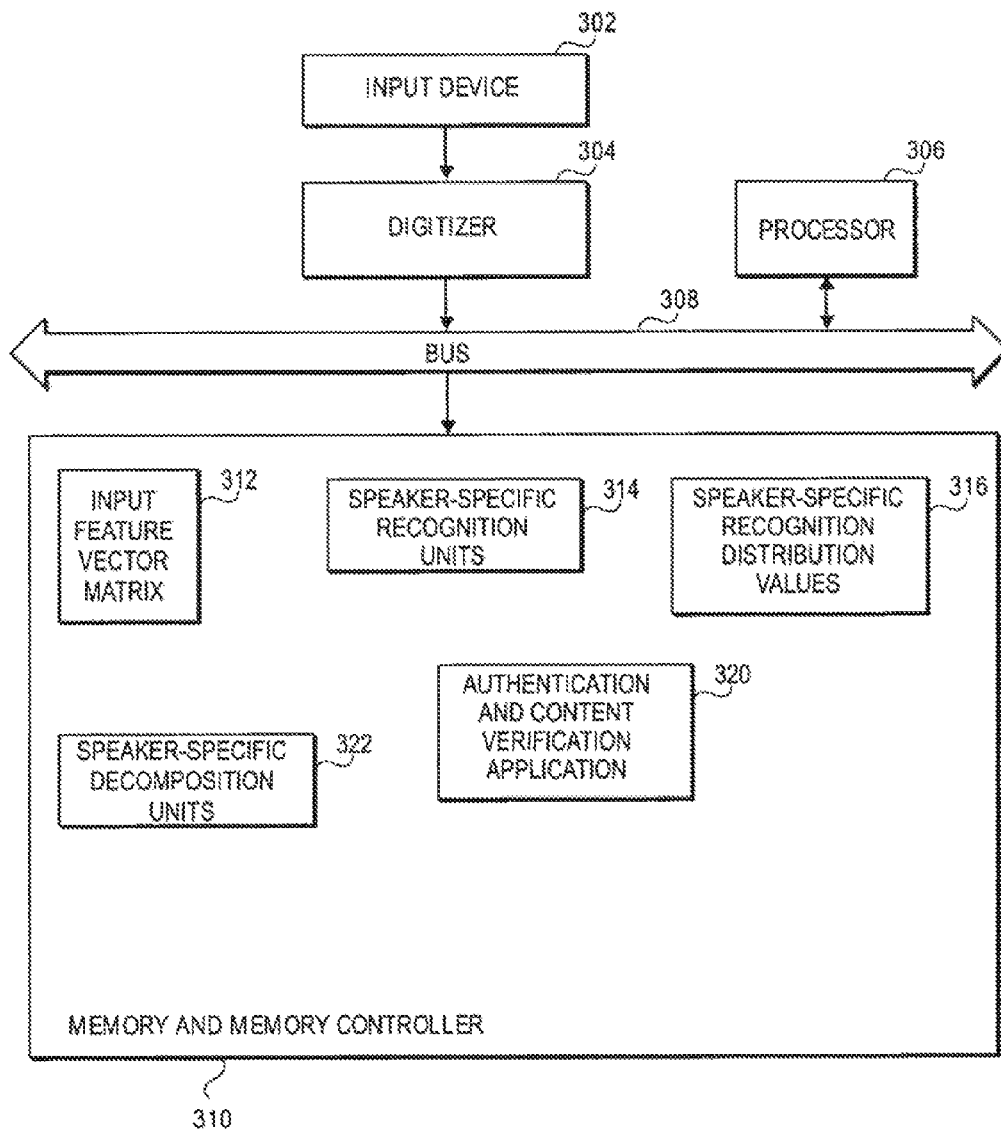 302
INPUT DEVICE
304
DIGITIZER
306
PROCESSOR
308
BUS
312
INPUT
FEATURE
VECTOR
MATRIX
314
SPEAKER-SPECIFIC
RECOGNITION
UNITS
316
SPEAKER-SPECIFIC
RECOGNITION
DISTRIBUTION
VALUES
320
AUTHENTICATION
AND CONTENT
VERIFICATION
APPLICATION
322
SPEAKER-SPECIFIC
DECOMPOSITION
UNITS
MEMORY AND MEMORY CONTROLLER
310